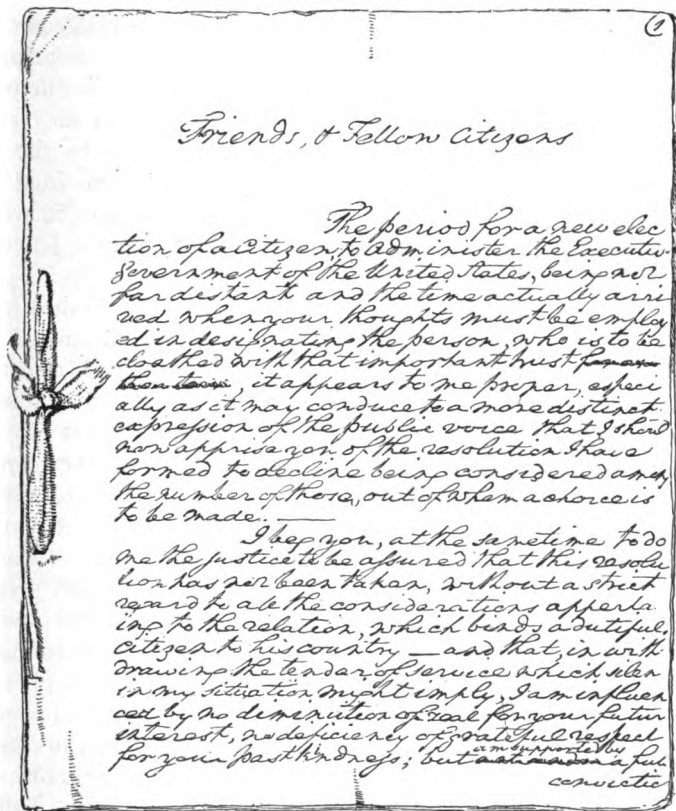 1
Friends, & Fellow Citizens
The period for a new elec
tion of a Citizen, to administer the Executive
government of the United States, being not
far distant and the time actually arri
ved when your thoughts must be employ
ed in designating the person, who is to be
cloathed with that important trust
, it appears to me proper, especi
ally as it may conduce to a more distinct
expression of the public voice that I should
now apprise you of the resolution I have
formed to decline being considered among
the number of those, out of whom a choice is
to be made. —
I beg you, at the sametime to do
me the justice to be assured that this resolu
tion has not been taken, without a strict
regard to all the considerations apperta
ing to the relation, which binds a dutiful
citizen to his country — and that, in with
drawing the tender of service which silen
in my situation might imply, I am influen
ced by no diminution of zeal for your futur
interest, no deficiency of grateful respect
for your past kindness; but am supported by a full
convictio